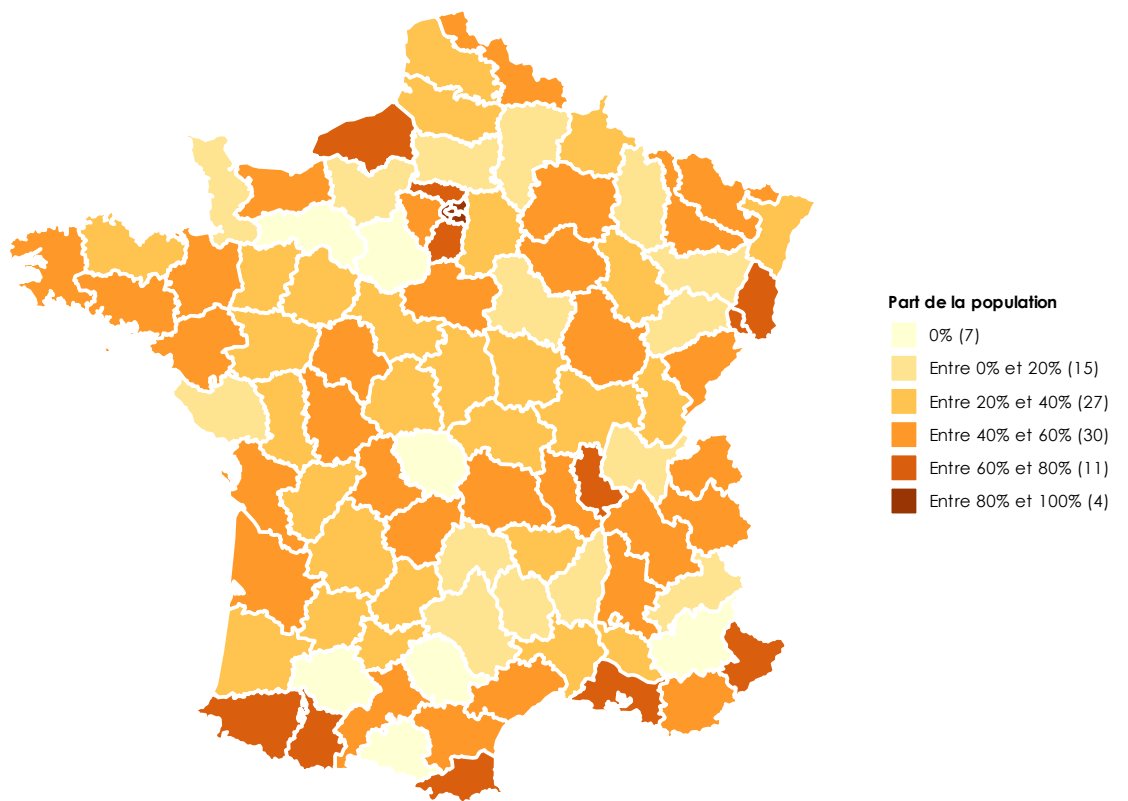 Part de la population
0% (7)
Entre 0% et 20% (15)
Entre 20% et 40% (27)
Entre 40% et 60% (30)
Entre 60% et 80% (11)
Entre 80% et 100% (4)